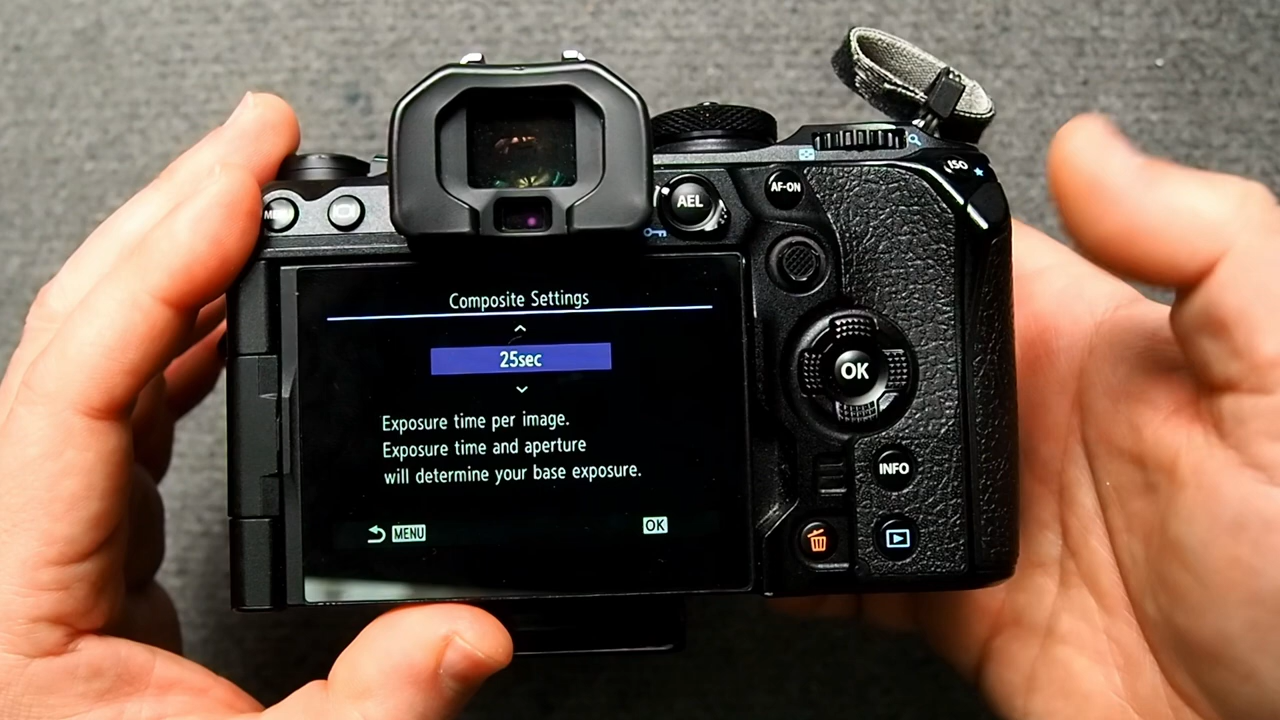 ISO
AEL
AF-ON
MENU
Composite Settings
25sec
OK
Exposure time per image.
Exposure time and aperture
will determine your base exposure.
INFO
MENU
OK